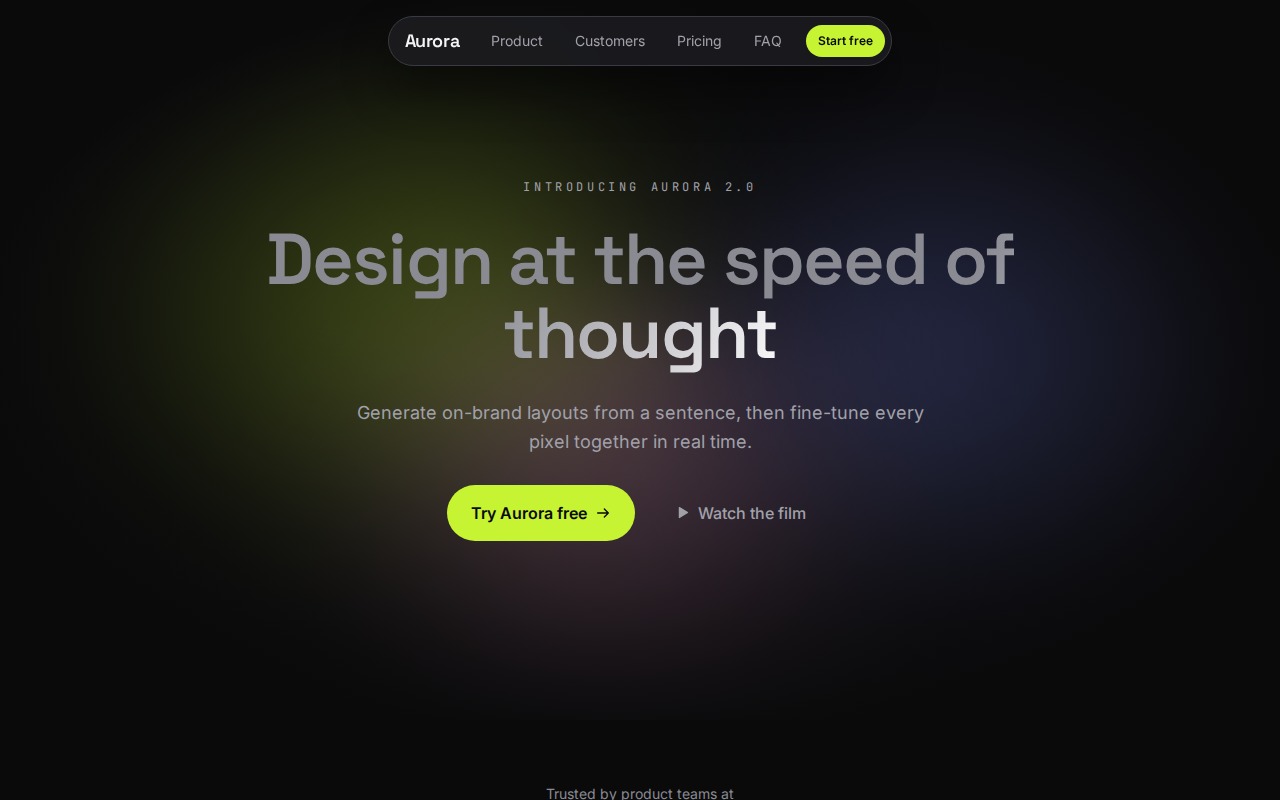 Aurora Product Customers Pricing FAQ Start free
INTRODUCING AURORA 2.0
Design at the speed of
thought
Generate on-brand layouts from a sentence, then fine-tune every
pixel together in real time.
Try Aurora free → ▶ Watch the film
Trusted by product teams at